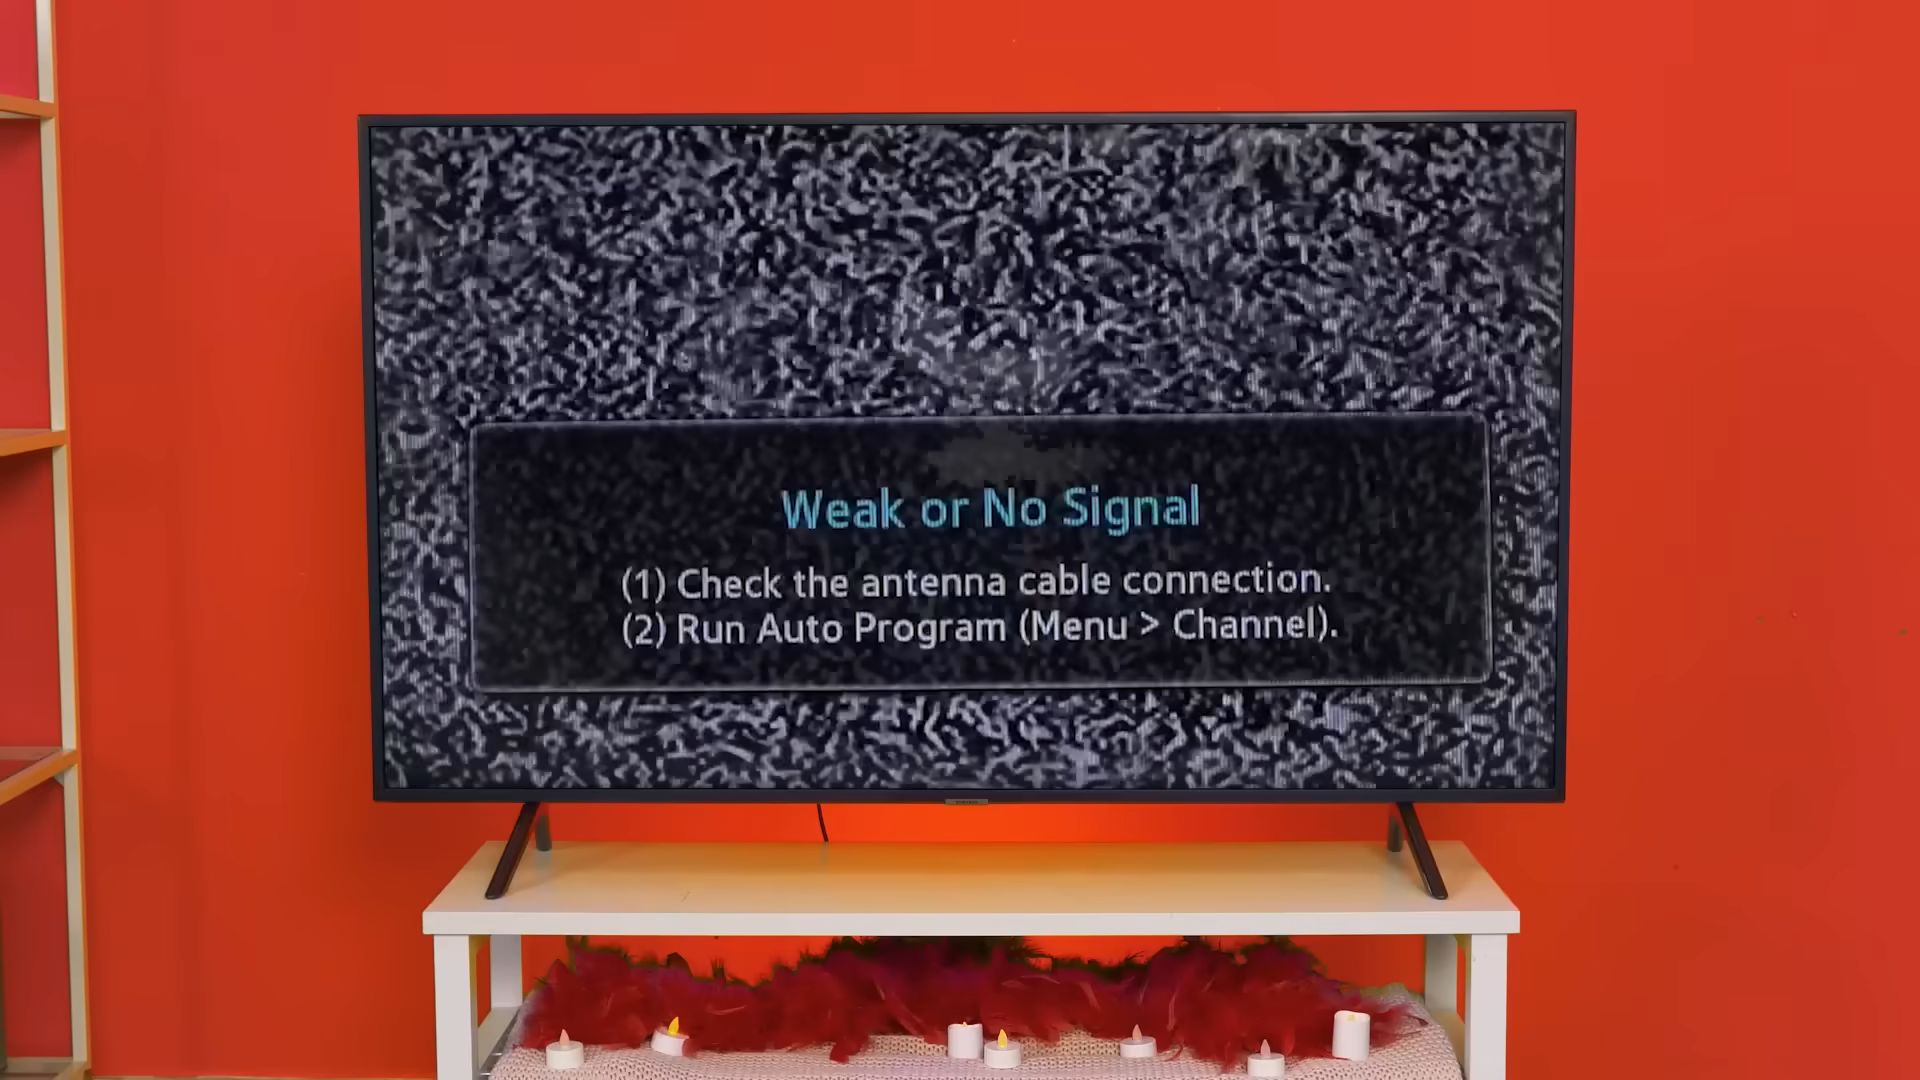 Weak or No Signal
(1) Check the antenna cable connection.
(2) Run Auto Program (Menu > Channel).